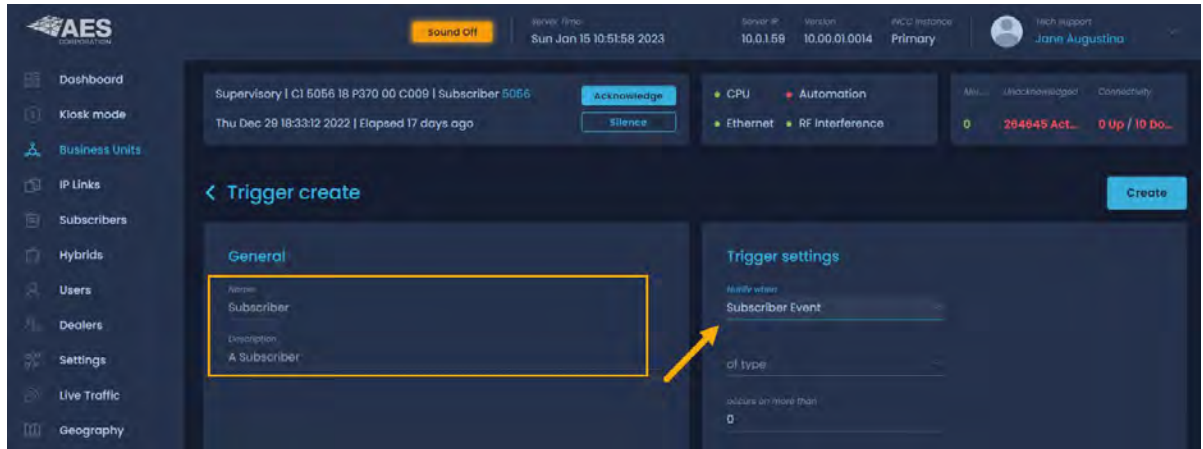 AES
CORPORATION
Sound Off
Server Time
Sun Jan 15 10:51:58 2023
Server IP
10.0.1.59
Version
10.00.01.0014
NCC Instance
Primary
Tech Support
Jane Augustina
Dashboard
Kiosk mode
Business Units
IP Links
Subscribers
Hybrids
Users
Dealers
Settings
Live Traffic
Geography
Supervisory | C1 5056 18 P370 00 C009 | Subscriber 5056
Acknowledge
Thu Dec 29 18:33:12 2022 | Elapsed 17 days ago
Silence
CPU
Automation
Ethernet
RF Interference
Unacknowledged
Connectivity
0
264645 Act...
0 Up / 10 Do...
Trigger create
Create
General
Name
Subscriber
Description
A Subscriber
Trigger settings
Notify when
Subscriber Event
of type
occurs on more than
0